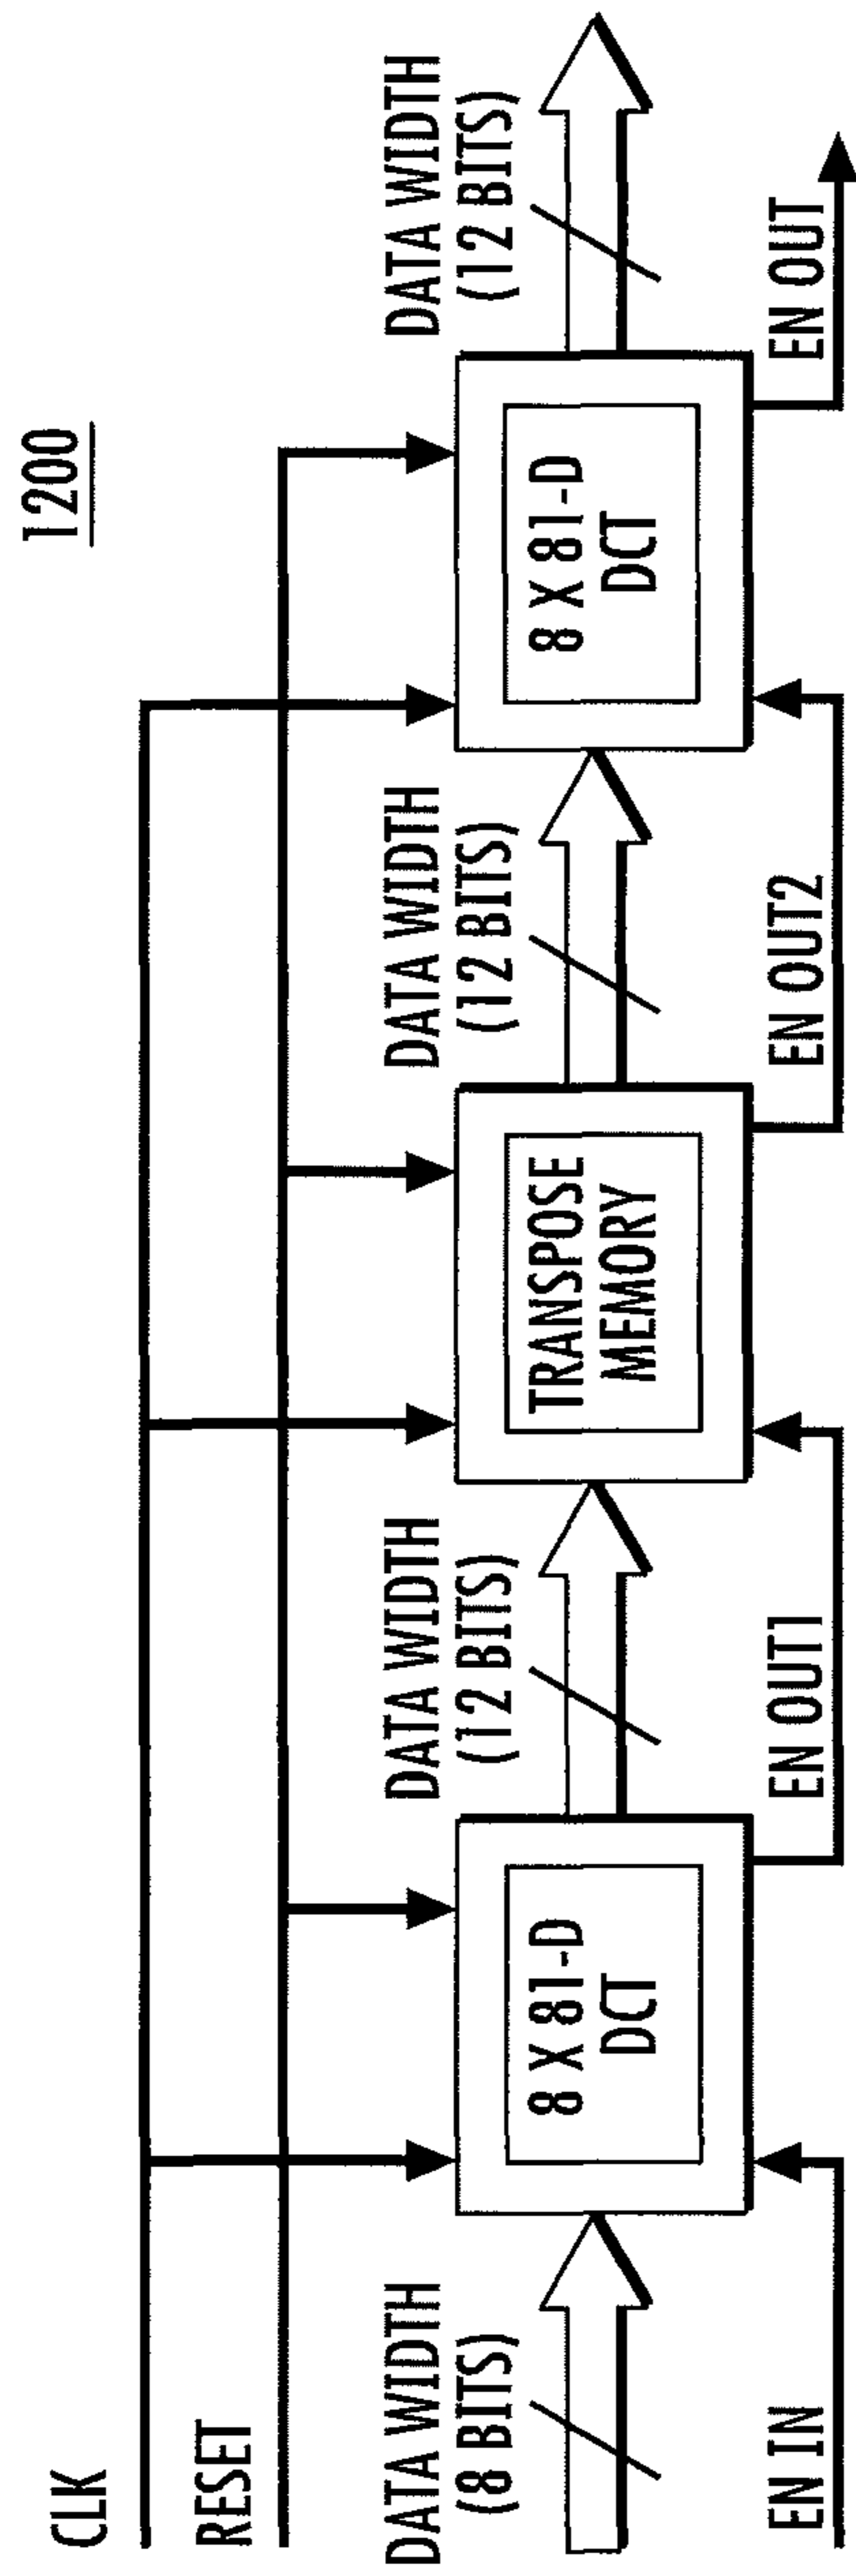 1200
CLK
RESET
DATA WIDTH
(8 BITS)
DATA WIDTH
(12 BITS)
DATA WIDTH
(12 BITS)
DATA WIDTH
(12 BITS)
8 X 81-D
DCT
TRANSPOSE
MEMORY
8 X 81-D
DCT
EN IN
EN OUT1
EN OUT2
EN OUT